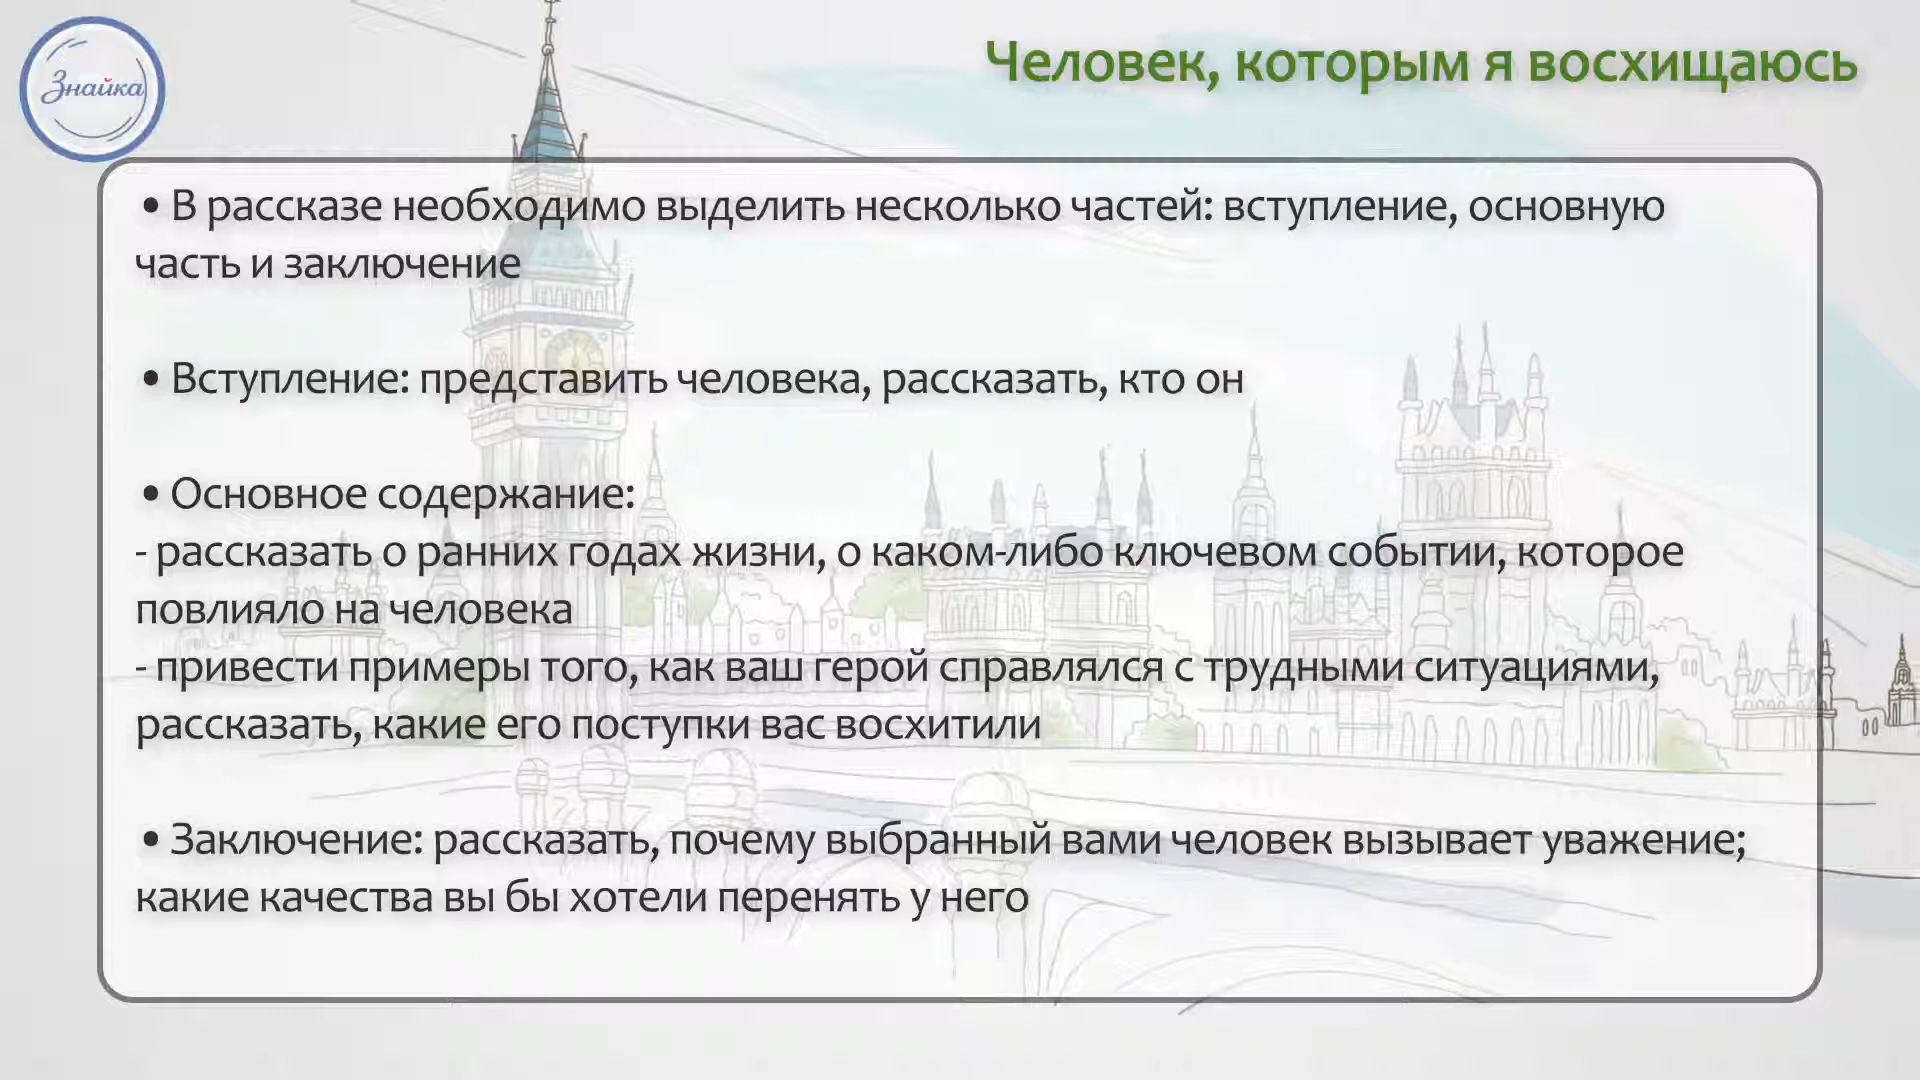 Знайка
Человек, которым я восхищаюсь
• В рассказе необходимо выделить несколько частей: вступление, основную
часть и заключение
• Вступление: представить человека, рассказать, кто он
• Основное содержание:
- рассказать о ранних годах жизни, о каком-либо ключевом событии, которое
повлияло на человека
- привести примеры того, как ваш герой справлялся с трудными ситуациями,
рассказать, какие его поступки вас восхитили
• Заключение: рассказать, почему выбранный вами человек вызывает уважение;
какие качества вы бы хотели перенять у него